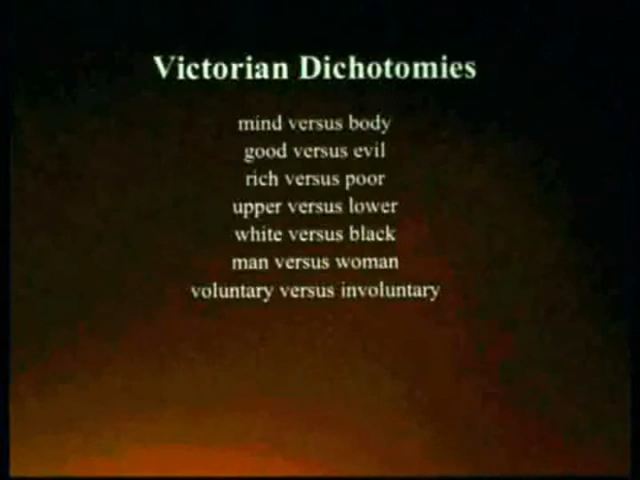 Victorian Dichotomies
mind versus body
good versus evil
rich versus poor
upper versus lower
white versus black
man versus woman
voluntary versus involuntary